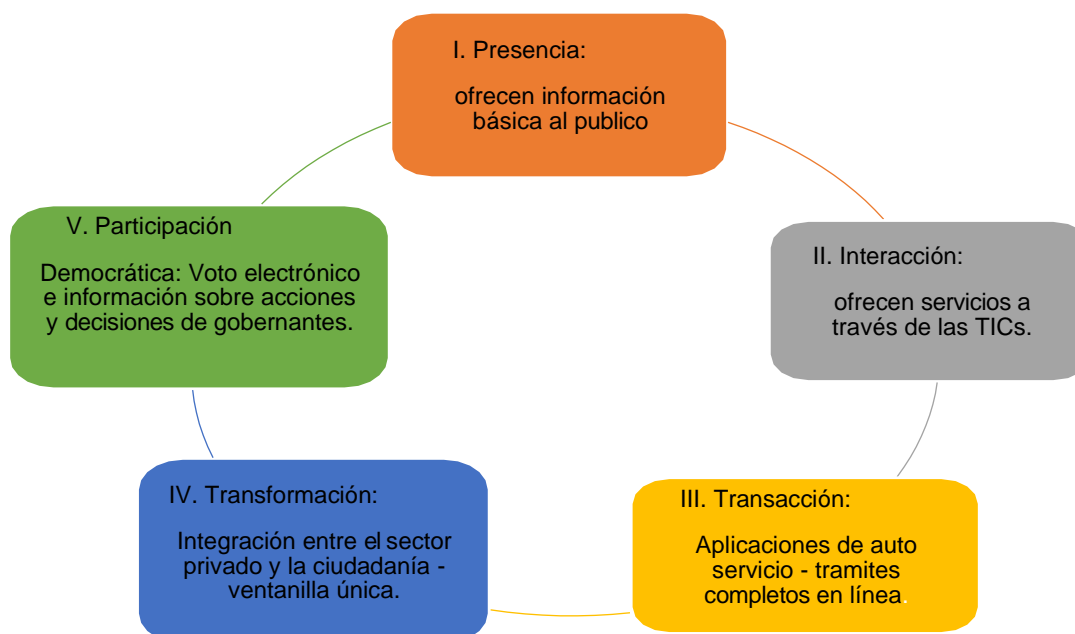 I. Presencia:
ofrecen información
básica al publico
II. Interacción:
ofrecen servicios a
través de las TICs.
III. Transacción:
Aplicaciones de auto
servicio - tramites
completos en línea.
IV. Transformación:
Integración entre el sector
privado y la ciudadanía -
ventanilla única.
V. Participación
Democrática: Voto electrónico
e información sobre acciones
y decisiones de gobernantes.